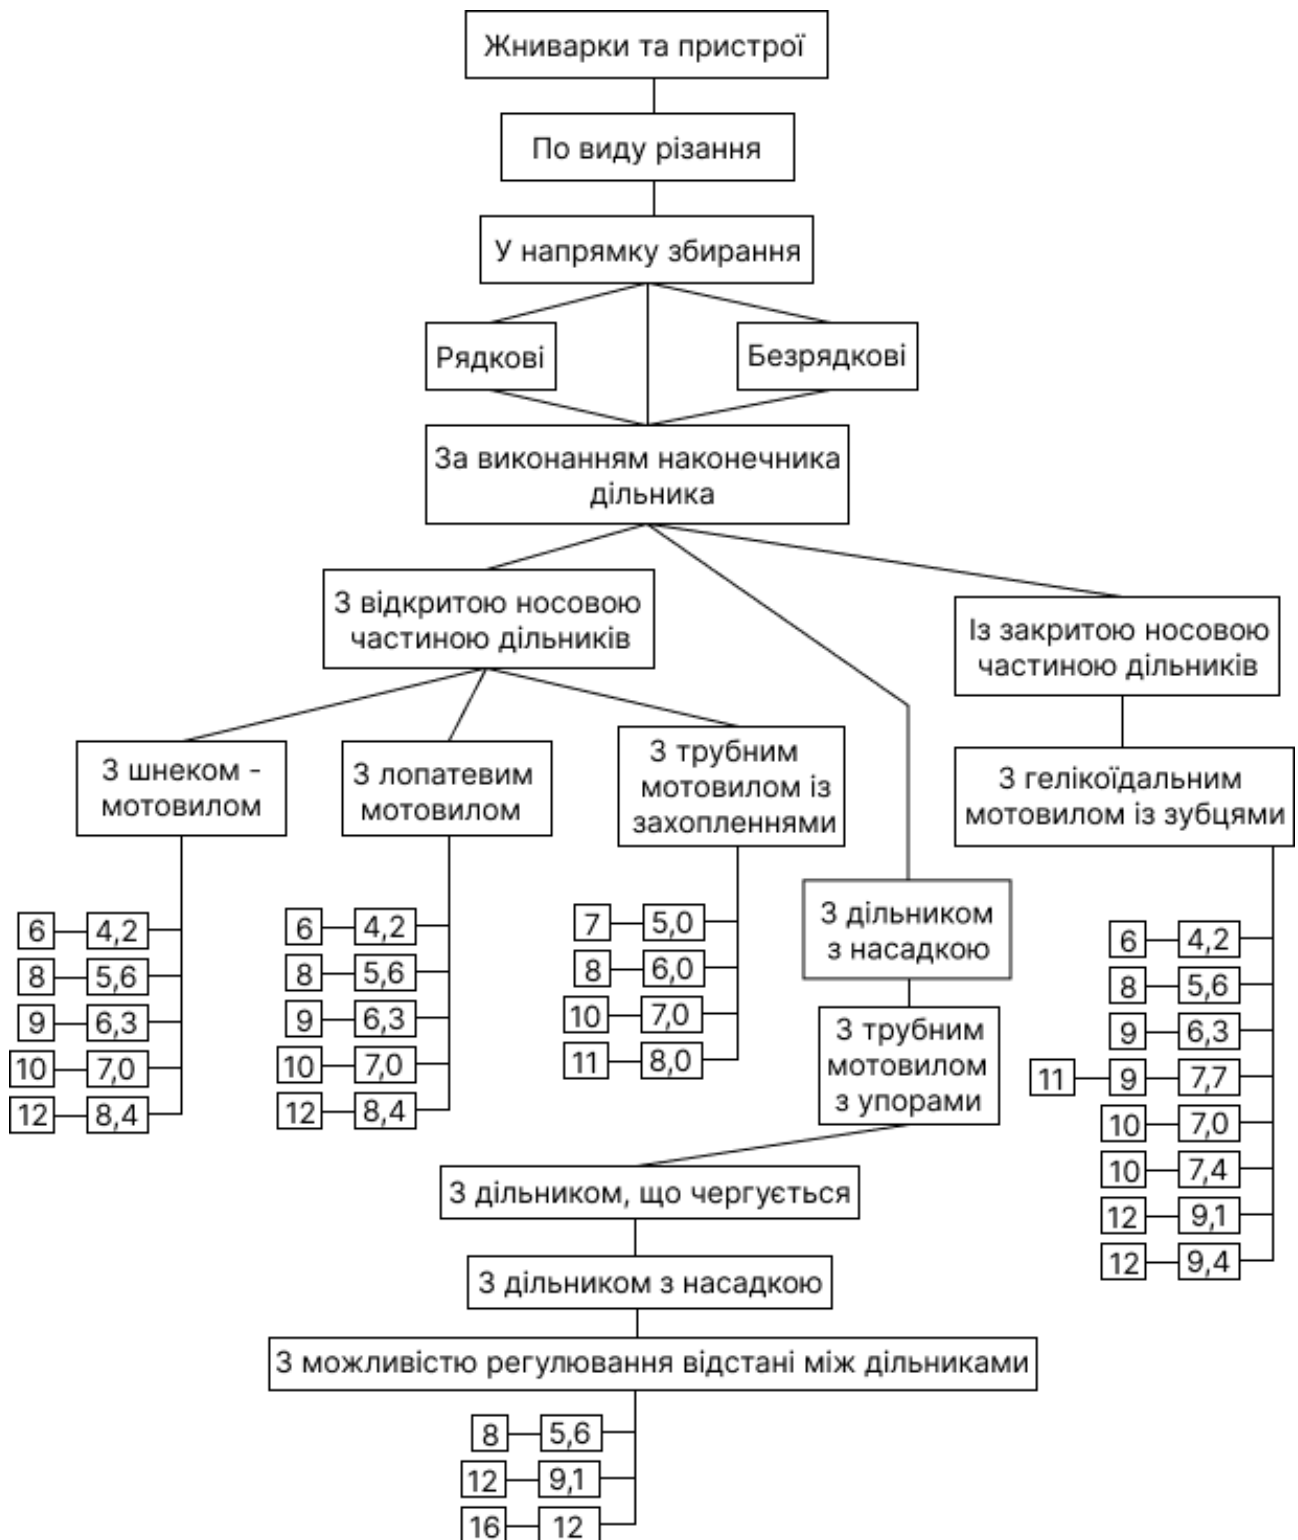 Жниварки та пристрої
По виду різання
У напрямку збирання
Рядкові
Безрядкові
За виконанням наконечника
дільника
З відкритою носовою
частиною дільників
Із закритою носовою
частиною дільників
З шнеком -
мотовилом
6 4,2
8 5,6
9 6,3
10 7,0
12 8,4
З лопатевим
мотовилом
6 4,2
8 5,6
9 6,3
10 7,0
12 8,4
З трубним
мотовилом із
захопленнями
7 5,0
8 6,0
10 7,0
11 8,0
З дільником
з насадкою
З трубним
мотовилом
з упорами
З гелікоїдальним
мотовилом із зубцями
6 4,2
8 5,6
9 6,3
11 9 7,7
10 7,0
10 7,4
12 9,1
12 9,4
З дільником, що чергується
З дільником з насадкою
З можливістю регулювання відстані між дільниками
8 5,6
12 9,1
16 12